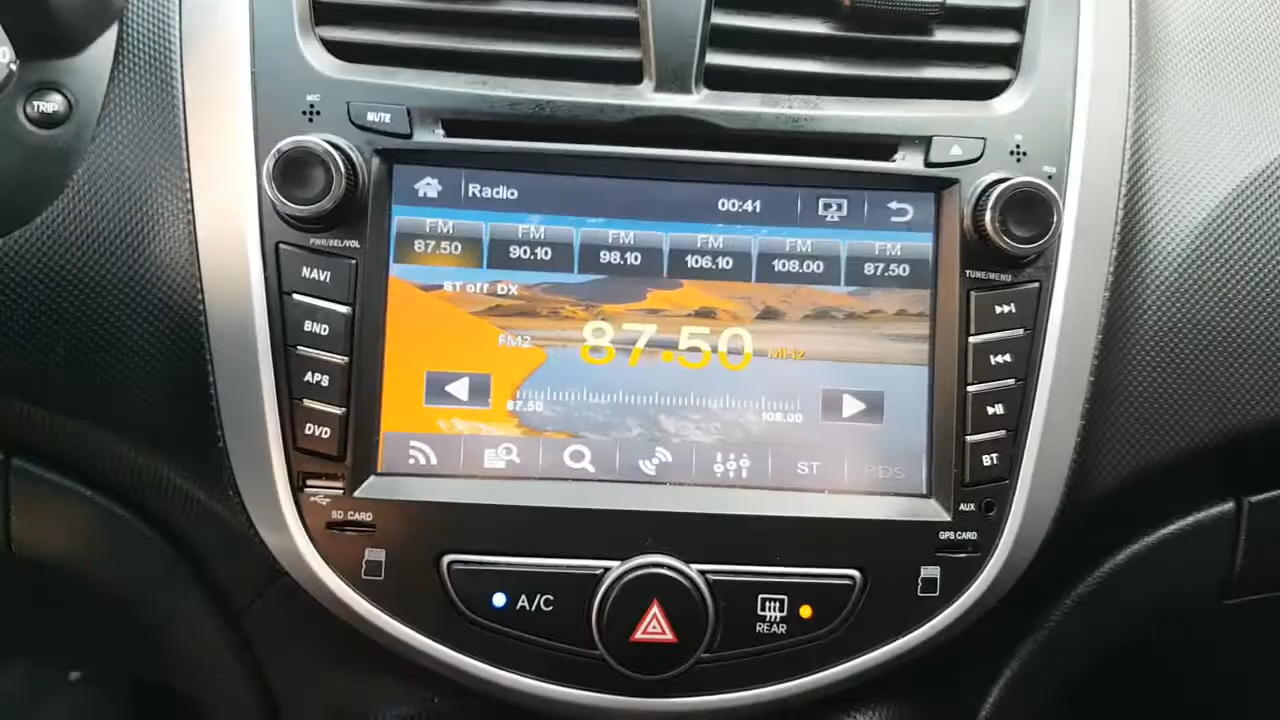 TRIP
MIC
MUTE
PWR/SEL/VOL
TUNE/MENU
NAVI
BND
APS
DVD
Radio
00:41
FM FM FM FM FM FM
87.50 90.10 98.10 106.10 108.00 87.50
ST off DX
FM2 87.50 MHz
87.50 108.00
ST RDS
BT
AUX
SD CARD
GPS CARD
A/C
REAR